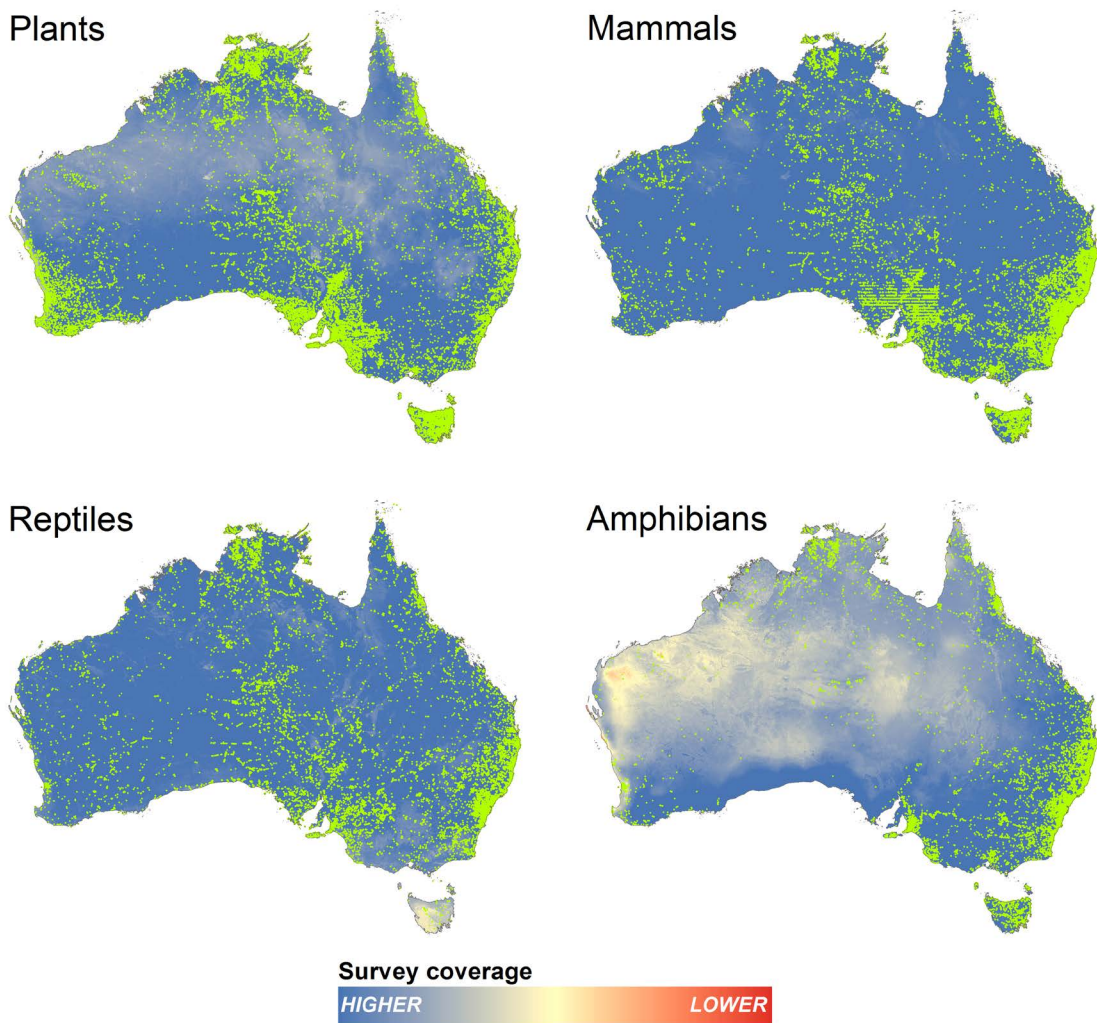 Plants
Mammals
Reptiles
Amphibians
Survey coverage
HIGHER
LOWER